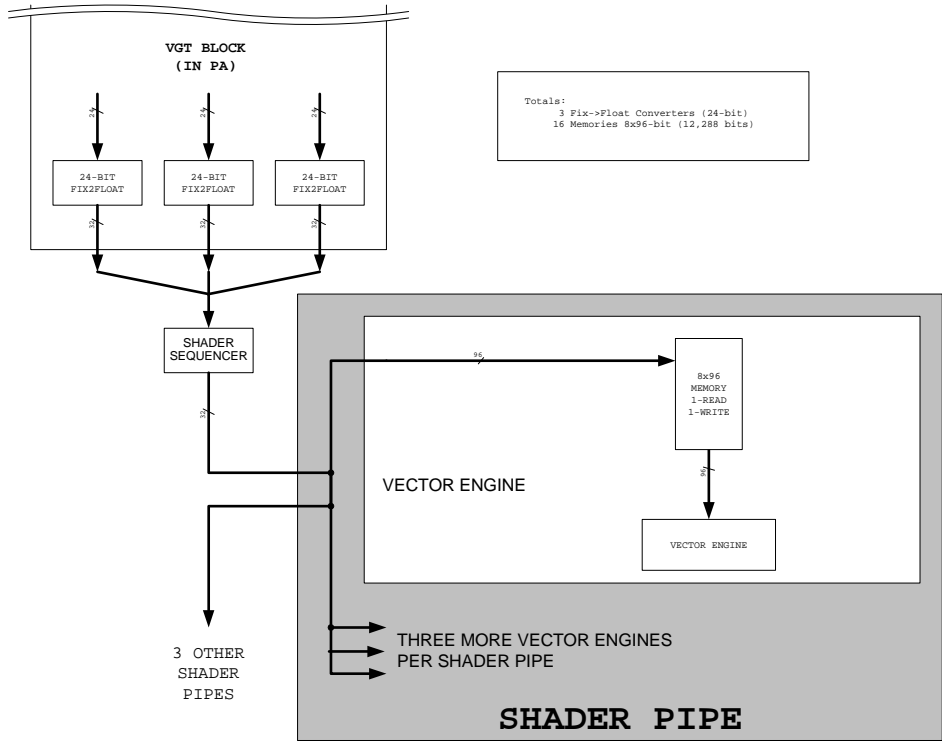 VGT BLOCK
(IN PA)
Totals:
3 Fix->Float Converters (24-bit)
16 Memories 8x96-bit (12,288 bits)
24
24
24
24-BIT
FIX2FLOAT
24-BIT
FIX2FLOAT
24-BIT
FIX2FLOAT
32
32
32
SHADER
SEQUENCER
32
96
8x96
MEMORY
1-READ
1-WRITE
96
VECTOR ENGINE
VECTOR ENGINE
3 OTHER
SHADER
PIPES
THREE MORE VECTOR ENGINES
PER SHADER PIPE
SHADER PIPE